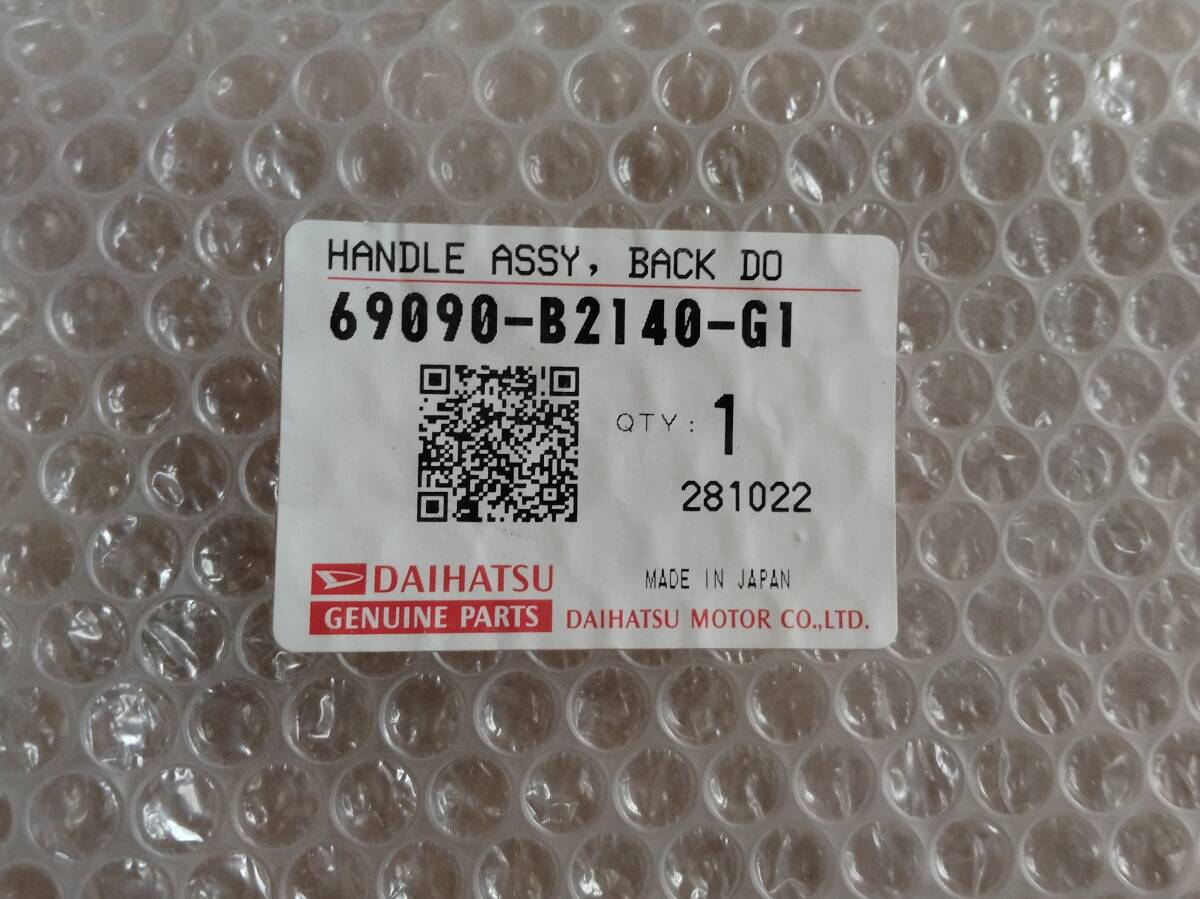 HANDLE ASSY, BACK DO
69090-B2140-G1
QTY: 1
281022
DAIHATSU
MADE IN JAPAN
GENUINE PARTS
DAIHATSU MOTOR CO.,LTD.